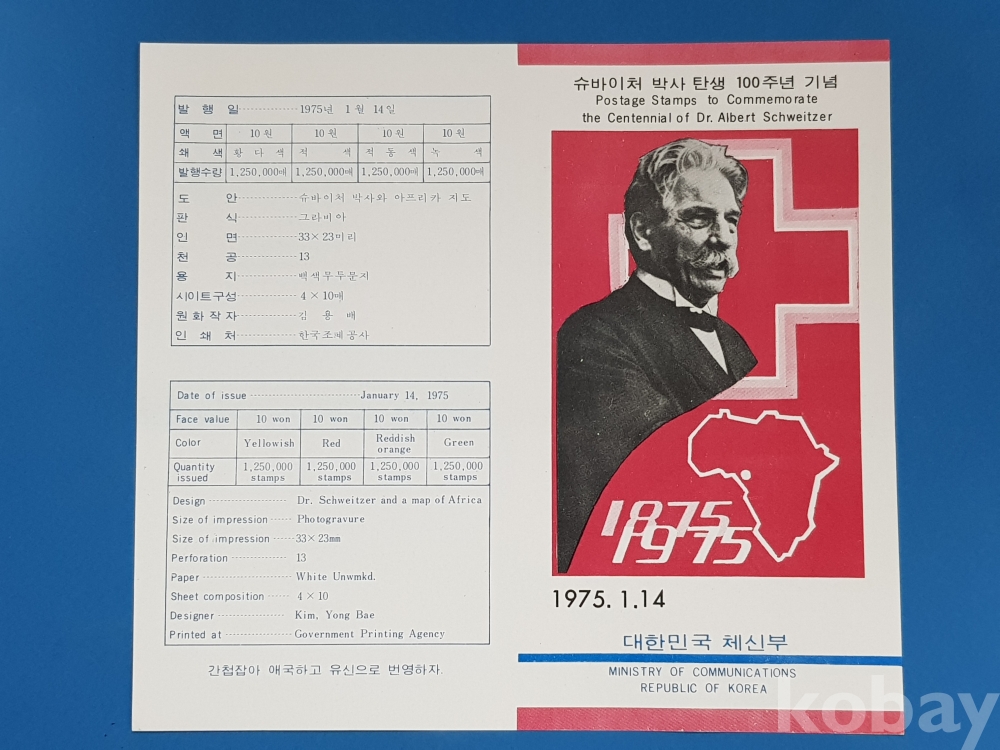 발 행 일 ············ 1975년 1월 14일
액 면 10원 10원 10원 10원
쇄 색 황 다 색 적 색 적 동 색 녹 색
발행수량 1,250,000매 1,250,000매 1,250,000매 1,250,000매
도 안 ············ 슈바이처 박사와 아프리카 지도
판 식 ············ 그라비아
인 면 ············ 33×23미리
천 공 ············ 13
용 지 ············ 백색무투문지
시이트구성 ············ 4×10매
원 화 작 자 ············ 김 용 배
인 쇄 처 ············ 한국조폐공사
Date of issue ············ January 14, 1975
Face value 10 won 10 won 10 won 10 won
Color Yellowish Red Reddish orange Green
Quantity issued 1,250,000 stamps 1,250,000 stamps 1,250,000 stamps 1,250,000 stamps
Design ············ Dr. Schweitzer and a map of Africa
Size of impression ······ Photogravure
Size of impression ······ 33×23mm
Perforation ············ 13
Paper ············ White Unwmkd.
Sheet composition ······ 4×10
Designer ············ Kim, Yong Bae
Printed at ············ Government Printing Agency
간첩잡아 애국하고 유신으로 번영하자.
슈바이처 박사 탄생 100주년 기념
Postage Stamps to Commemorate
the Centennial of Dr. Albert Schweitzer
1875
1975
1975. 1. 14
대한민국 체신부
MINISTRY OF COMMUNICATIONS
REPUBLIC OF KOREA
kobay